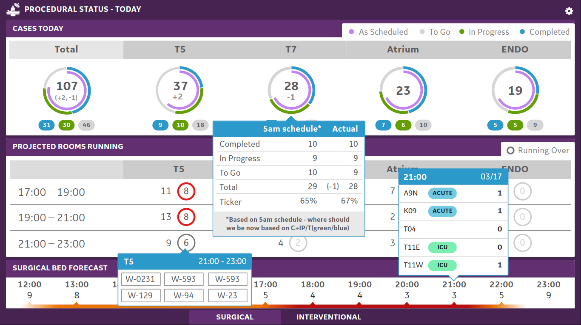 PROCEDURAL STATUS - TODAY
CASES TODAY
As Scheduled To Go In Progress Completed
Total T5 T7 Atrium ENDO
107 37 28 23 19
(+2, -1) +2 -1
31 30 46 9 10 18 7 6 10 5 5 9
5am schedule* Actual
Completed 10 10
In Progress 9 9
To Go 10 9
Total 29 (-1) 28
Ticker 65% 67%
*Based on 5am schedule - where should
we be now based on C+IP/T(green/blue)
PROJECTED ROOMS RUNNING
Running Over
T5 Atrium ENDO
17:00 19:00 11 8 7 0
19:00 – 21:00 13 8 3 0
21:00 – 23:00 9 6 4 2 3 0
21:00 03/17
A9N ACUTE 1
K09 ACUTE 1
T04 0
T11E ICU 0
T11W ICU 1
T5 21:00 - 23:00
W-0231 W-593 W-593
W-129 W-94 W-23
SURGICAL BED FORECAST
12:00 13:00 17:00 18:00 19:00 20:00 21:00 22:00 23:00
9 8 5 4 4 3 3 5 9
SURGICAL INTERVENTIONAL